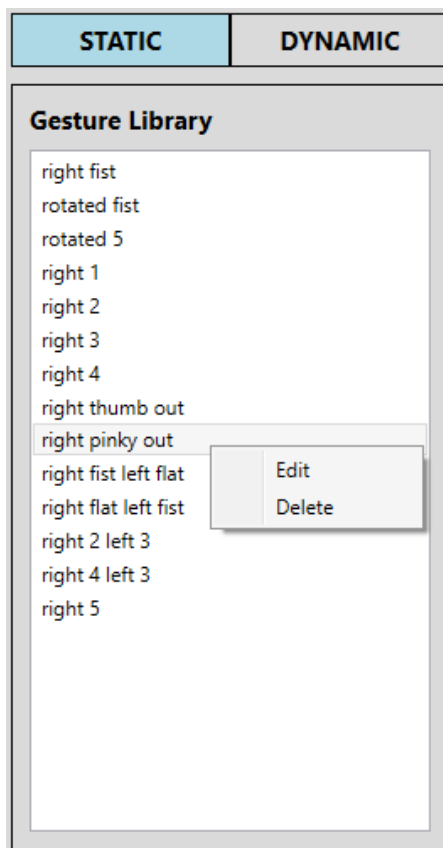 STATIC DYNAMIC
Gesture Library
right fist
rotated fist
rotated 5
right 1
right 2
right 3
right 4
right thumb out
right pinky out
right fist left flat
right flat left fist
right 2 left 3
right 4 left 3
right 5
Edit
Delete